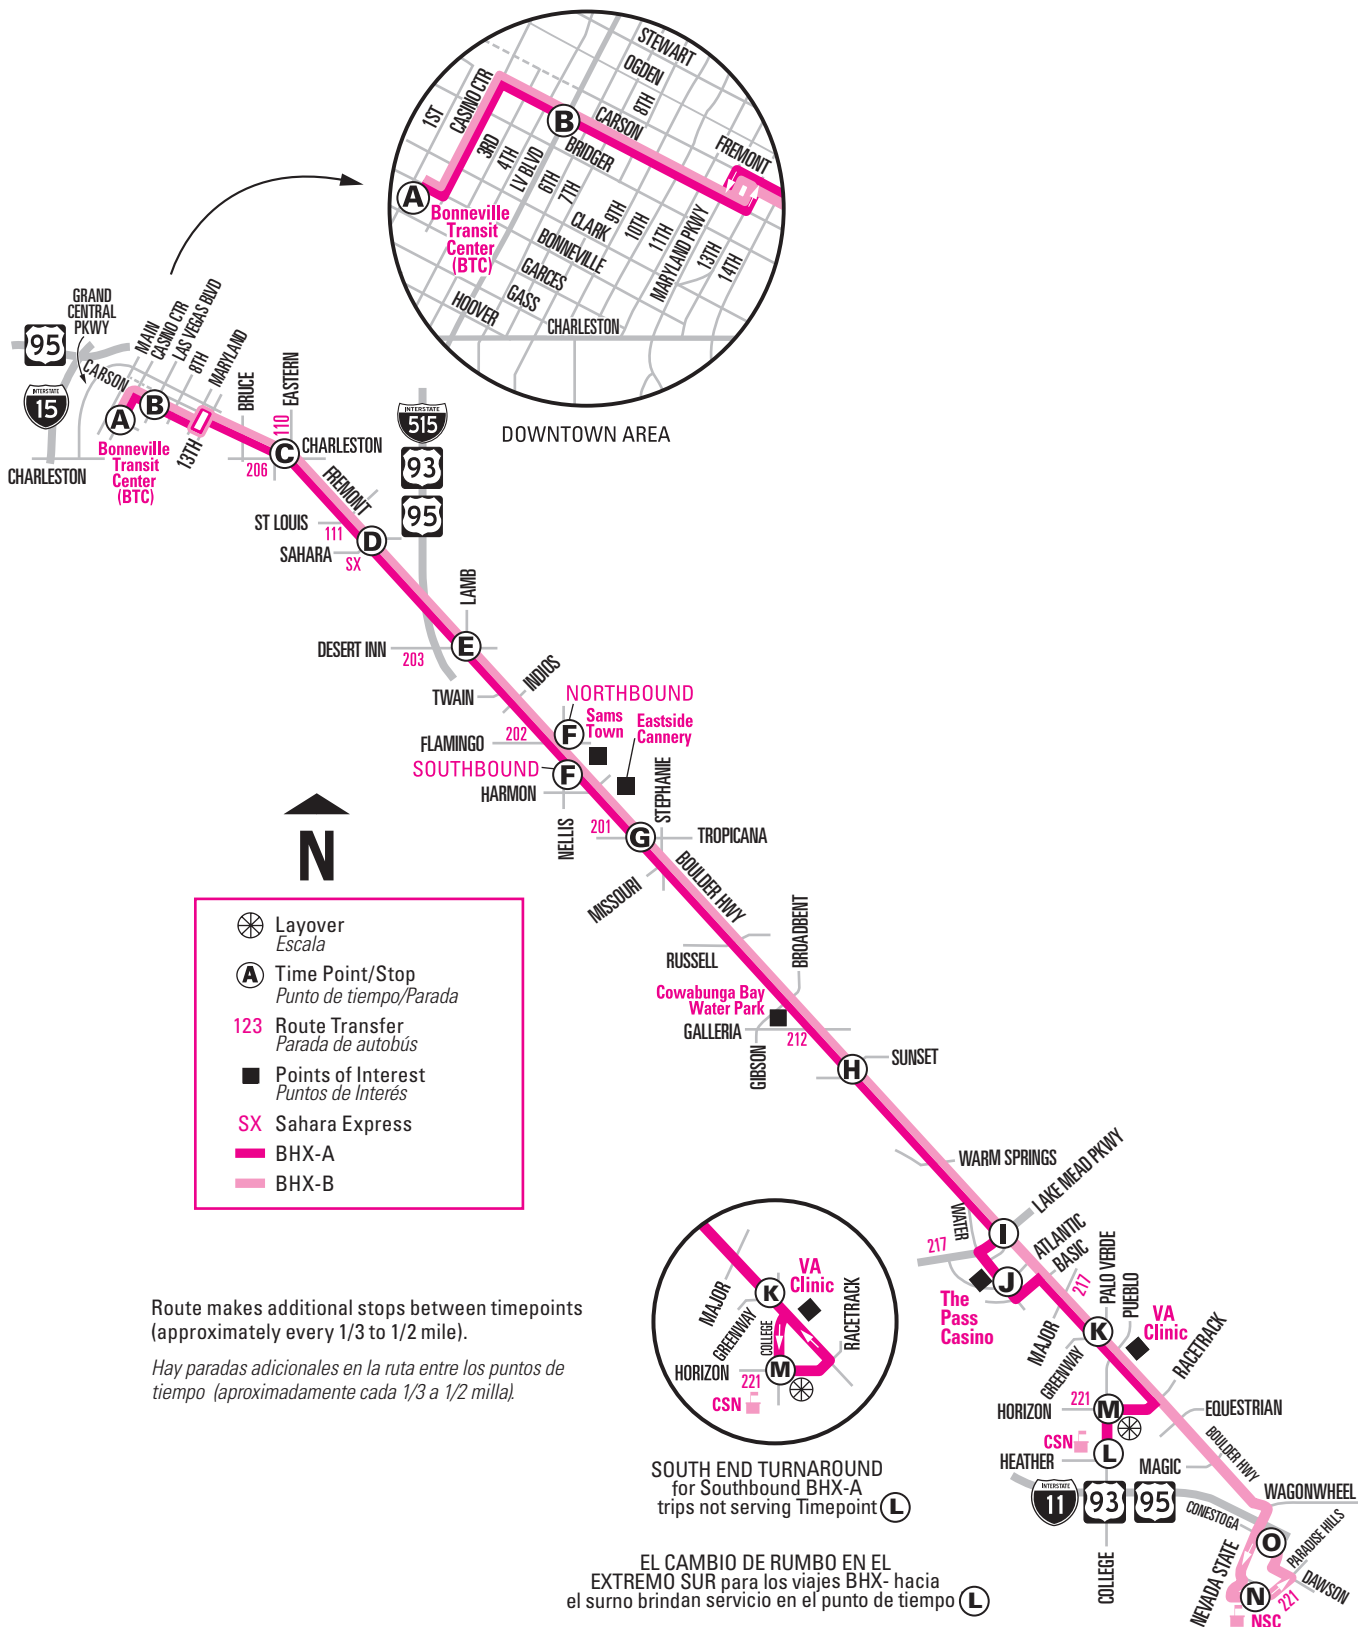 STEWART
OGDEN
8TH
CARSON
CASINO CTR
1ST
3RD
4TH
LV BLVD
6TH
7TH
B
BRIDGER
FREMONT
A
Bonneville
Transit
Center
(BTC)
CLARK
9TH
10TH
11TH
MARYLAND PKWY
13TH
14TH
BONNEVILLE
GARCES
GASS
HOOVER
CHARLESTON
DOWNTOWN AREA
GRAND
CENTRAL
PKWY
95
INTERSTATE
15
CARSON
MAIN
CASINO CTR
LAS VEGAS BLVD
8TH
MARYLAND
BRUCE
EASTERN
110
A
B
C
CHARLESTON
Bonneville
Transit
Center
(BTC)
13TH
206
CHARLESTON
INTERSTATE
515
93
95
FREMONT
ST LOUIS
111
D
SAHARA
SX
LAMB
E
DESERT INN
203
TWAIN
INDIOS
NORTHBOUND
F
Sams
Town
Eastside
Cannery
FLAMINGO
202
SOUTHBOUND
F
HARMON
NELLIS
STEPHANIE
201
G
TROPICANA
MISSOURI
BOULDER HWY
RUSSELL
BROADBENT
Cowabunga Bay
Water Park
GALLERIA
212
GIBSON
H
SUNSET
WARM SPRINGS
LAKE MEAD PKWY
WATER
I
217
ATLANTIC
BASIC
J
The
Pass
Casino
217
PALO VERDE
PUEBLO
MAJOR
GREENWAY
K
VA
Clinic
RACETRACK
HORIZON
221
M
EQUESTRIAN
CSN
L
HEATHER
MAGIC
BOULDER HWY
INTERSTATE
11
93
95
WAGONWHEEL
CONESTOGA
COLLEGE
O
PARADISE HILLS
NEVADA STATE
DAWSON
N
221
NSC
N
Layover
Escala
A Time Point/Stop
Punto de tiempo/Parada
123 Route Transfer
Parada de autobús
Points of Interest
Puntos de Interés
SX Sahara Express
BHX-A
BHX-B
Route makes additional stops between timepoints
(approximately every 1/3 to 1/2 mile).
Hay paradas adicionales en la ruta entre los puntos de
tiempo (aproximadamente cada 1/3 a 1/2 milla).
MAJOR
GREENWAY
K
VA
Clinic
COLLEGE
RACETRACK
HORIZON
221
M
CSN
SOUTH END TURNAROUND
for Southbound BHX-A
trips not serving Timepoint L
EL CAMBIO DE RUMBO EN EL
EXTREMO SUR para los viajes BHX- hacia
el surno brindan servicio en el punto de tiempo L